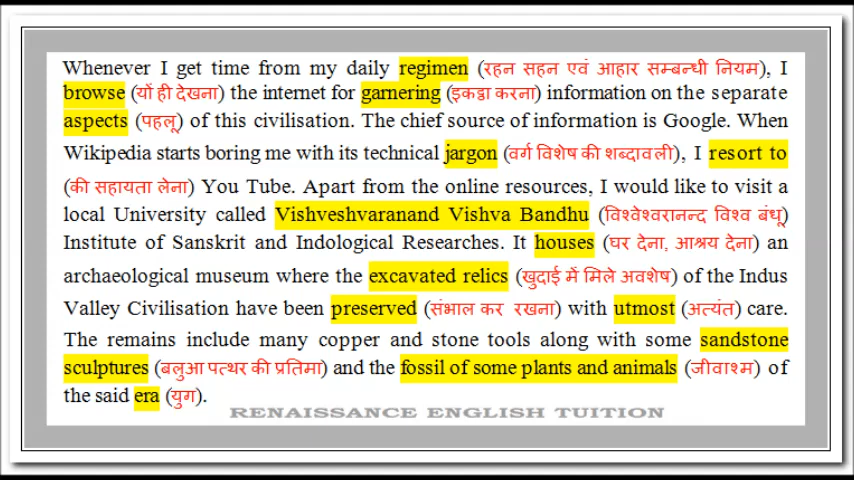 Whenever I get time from my daily regimen (रहन सहन एवं आहार सम्बन्धी नियम), I
browse (यों ही देखना) the internet for garnering (इकट्ठा करना) information on the separate
aspects (पहलू) of this civilisation. The chief source of information is Google. When
Wikipedia starts boring me with its technical jargon (वर्ग विशेष की शब्दावली), I resort to
(की सहायता लेना) You Tube. Apart from the online resources, I would like to visit a
local University called Vishveshvaranand Vishva Bandhu (विश्वेश्वरानन्द विश्व बंधू)
Institute of Sanskrit and Indological Researches. It houses (घर देना, आश्रय देना) an
archaeological museum where the excavated relics (खुदाई में मिले अवशेष) of the Indus
Valley Civilisation have been preserved (संभाल कर रखना) with utmost (अत्यंत) care.
The remains include many copper and stone tools along with some sandstone
sculptures (बलुआ पत्थर की प्रतिमा) and the fossil of some plants and animals (जीवाश्म) of
the said era (युग).
RENAISSANCE ENGLISH TUITION